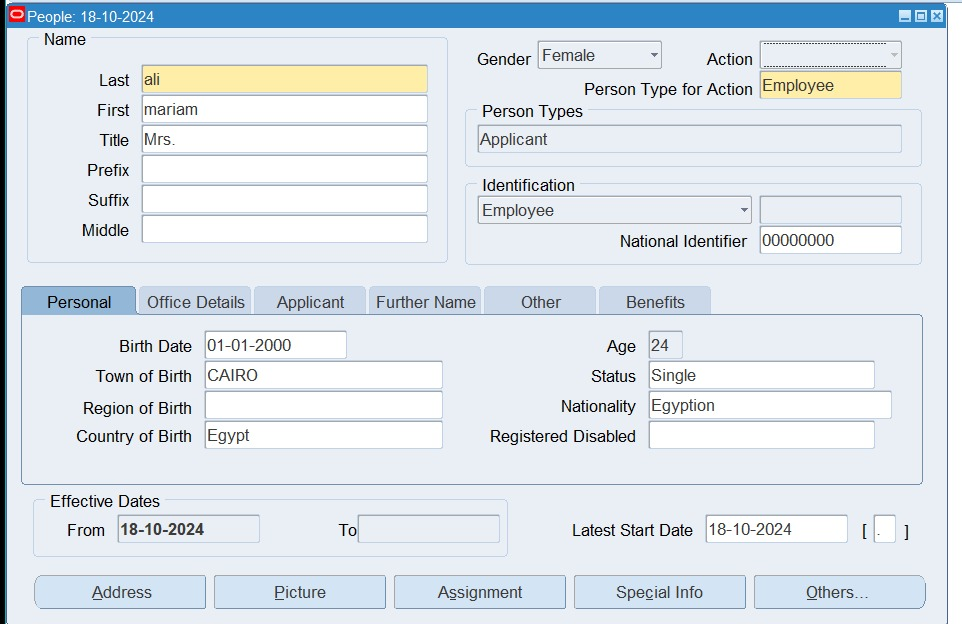 People: 18-10-2024
Name
Last ali
First mariam
Title Mrs.
Prefix
Suffix
Middle
Gender Female Action
Person Type for Action Employee
Person Types
Applicant
Identification
Employee
National Identifier 00000000
Personal Office Details Applicant Further Name Other Benefits
Birth Date 01-01-2000 Age 24
Town of Birth CAIRO Status Single
Region of Birth Nationality Egyption
Country of Birth Egypt Registered Disabled
Effective Dates
From 18-10-2024 To Latest Start Date 18-10-2024 [ . ]
Address Picture Assignment Special Info Others...